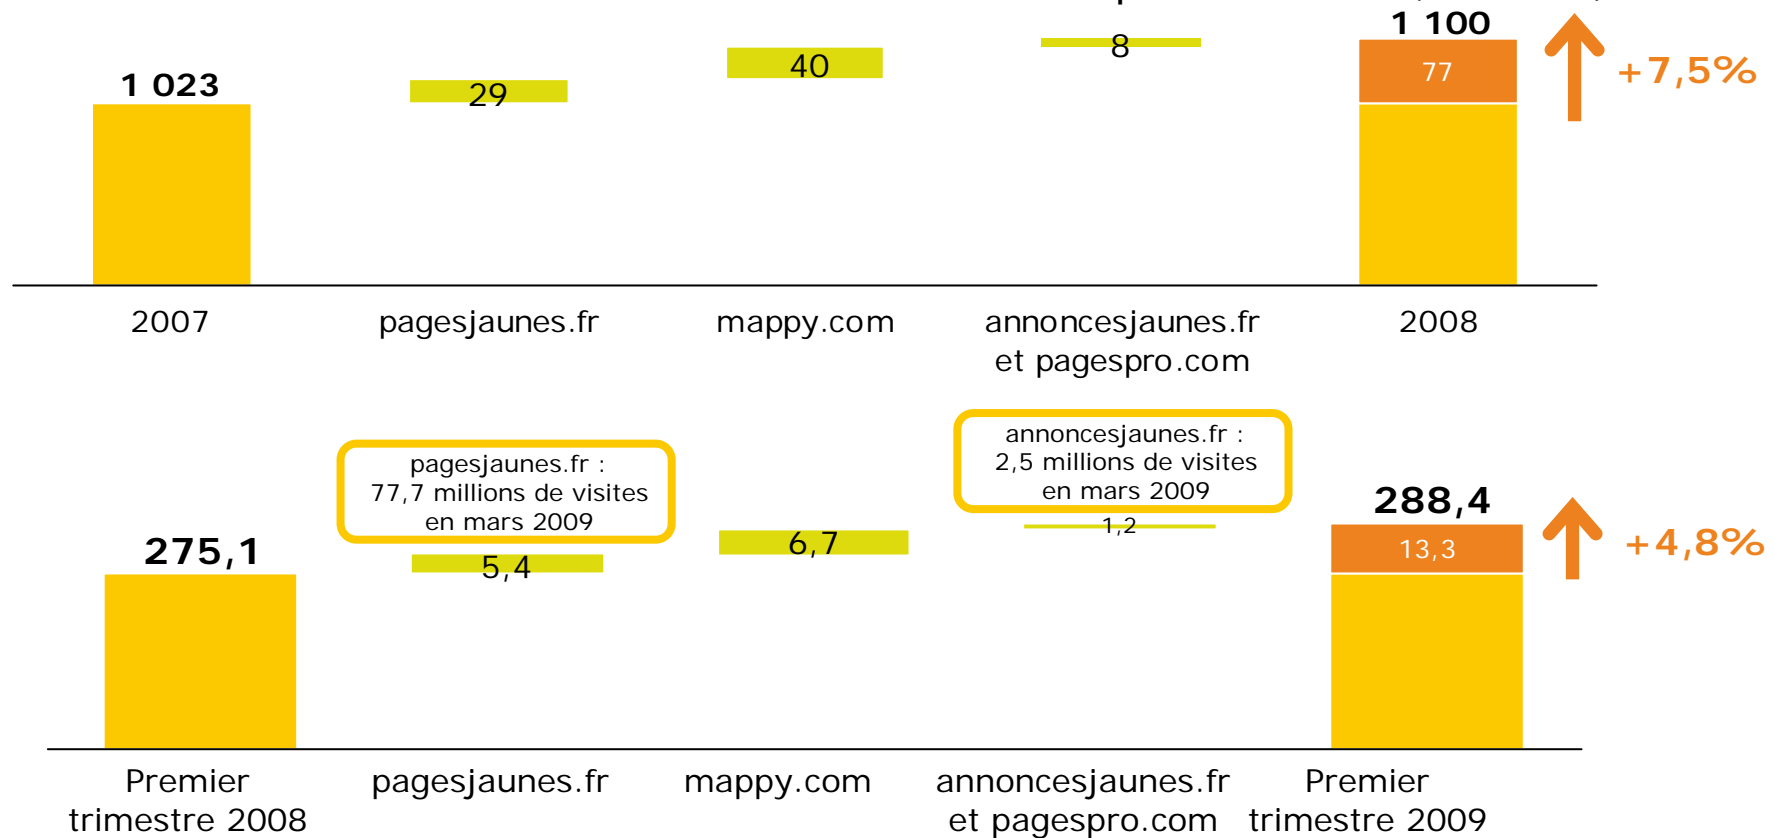 1 100
1 023
29
40
8
77
+7,5%
2007
pagesjaunes.fr
mappy.com
annoncesjaunes.fr
et pagespro.com
2008
pagesjaunes.fr :
77,7 millions de visites
en mars 2009
annoncesjaunes.fr :
2,5 millions de visites
en mars 2009
275,1
5,4
6,7
1,2
288,4
13,3
+4,8%
Premier
trimestre 2008
pagesjaunes.fr
mappy.com
annoncesjaunes.fr
et pagespro.com
Premier
trimestre 2009